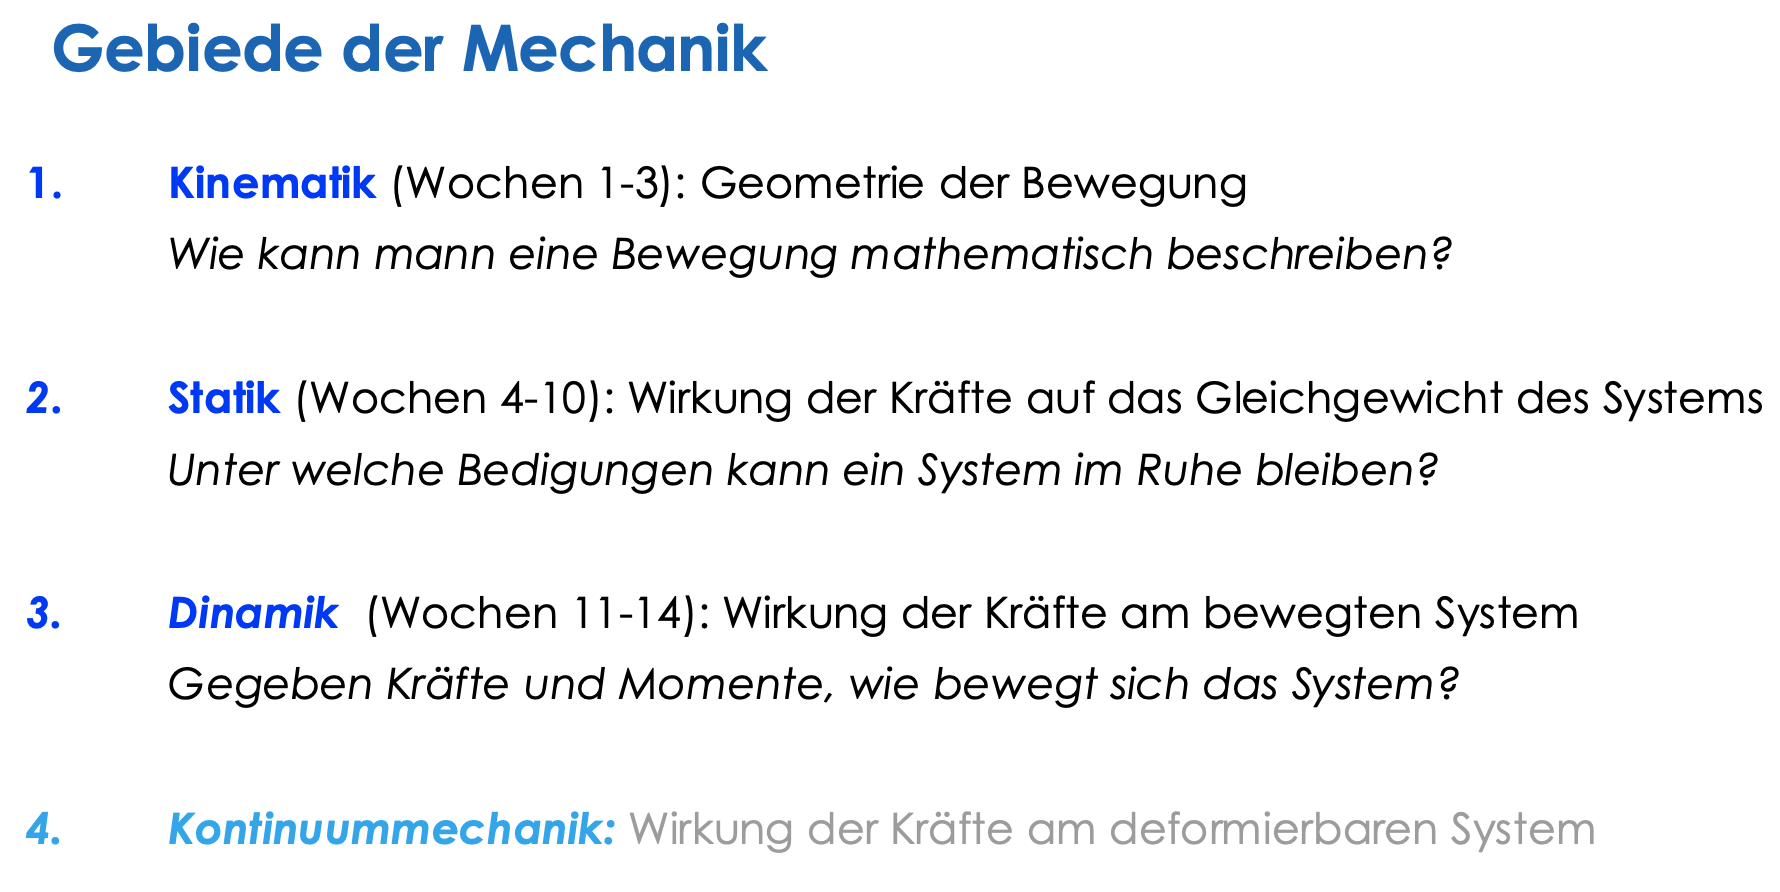 Gebiede der Mechanik
1. Kinematik (Wochen 1-3): Geometrie der Bewegung
Wie kann mann eine Bewegung mathematisch beschreiben?
2. Statik (Wochen 4-10): Wirkung der Kräfte auf das Gleichgewicht des Systems
Unter welche Bedigungen kann ein System im Ruhe bleiben?
3. Dinamik (Wochen 11-14): Wirkung der Kräfte am bewegten System
Gegeben Kräfte und Momente, wie bewegt sich das System?
4. Kontinuummechanik: Wirkung der Kräfte am deformierbaren System